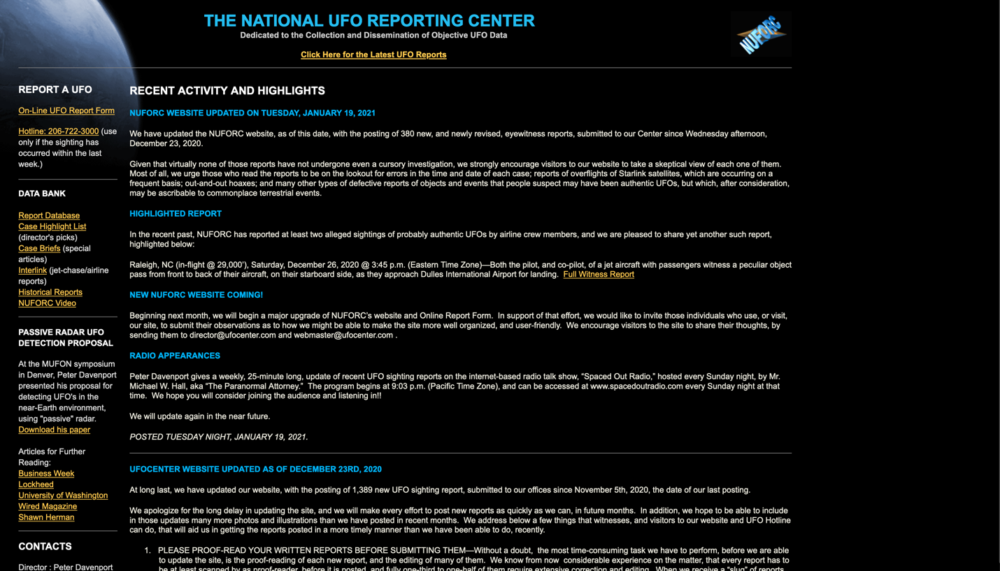 THE NATIONAL UFO REPORTING CENTER
Dedicated to the Collection and Dissemination of Objective UFO Data
Click Here for the Latest UFO Reports
NUFORC
REPORT A UFO
On-Line UFO Report Form
Hotline: 206-722-3000 (use
only if the sighting has
occurred within the last
week.)
DATA BANK
Report Database
Case Highlight List
(director's picks)
Case Briefs (special
articles)
Interlink (jet-chase/airline
reports)
Historical Reports
NUFORC Video
PASSIVE RADAR UFO
DETECTION PROPOSAL
At the MUFON symposium
in Denver, Peter Davenport
presented his proposal for
detecting UFO's in the
near-Earth environment,
using "passive" radar.
Download his paper
Articles for Further
Reading:
Business Week
Lockheed
University of Washington
Wired Magazine
Shawn Herman
CONTACTS
Director : Peter Davenport
RECENT ACTIVITY AND HIGHLIGHTS
NUFORC WEBSITE UPDATED ON TUESDAY, JANUARY 19, 2021
We have updated the NUFORC website, as of this date, with the posting of 380 new, and newly revised, eyewitness reports, submitted to our Center since Wednesday afternoon,
December 23, 2020.
Given that virtually none of those reports have not undergone even a cursory investigation, we strongly encourage visitors to our website to take a skeptical view of each one of them.
Most of all, we urge those who read the reports to be on the lookout for errors in the time and date of each case; reports of overflights of Starlink satellites, which are occurring on a
frequent basis; out-and-out hoaxes; and many other types of defective reports of objects and events that people suspect may have been authentic UFOs, but which, after consideration,
may be ascribable to commonplace terrestrial events.
HIGHLIGHTED REPORT
In the recent past, NUFORC has reported at least two alleged sightings of probably authentic UFOs by airline crew members, and we are pleased to share yet another such report,
highlighted below:
Raleigh, NC (in-flight @ 29,000’), Saturday, December 26, 2020 @ 3:45 p.m. (Eastern Time Zone)—Both the pilot, and co-pilot, of a jet aircraft with passengers witness a peculiar object
pass from front to back of their aircraft, on their starboard side, as they approach Dulles International Airport for landing.  Full Witness Report
NEW NUFORC WEBSITE COMING!
Beginning next month, we will begin a major upgrade of NUFORC’s website and Online Report Form.  In support of that effort, we would like to invite those individuals who use, or visit,
our site, to submit their observations as to how we might be able to make the site more well organized, and user-friendly.  We encourage visitors to the site to share their thoughts, by
sending them to director@ufocenter.com and webmaster@ufocenter.com .
RADIO APPEARANCES
Peter Davenport gives a weekly, 25-minute long, update of recent UFO sighting reports on the internet-based radio talk show, “Spaced Out Radio,” hosted every Sunday night, by Mr.
Michael W. Hall, aka “The Paranormal Attorney.”  The program begins at 9:03 p.m. (Pacific Time Zone), and can be accessed at www.spacedoutradio.com every Sunday night at that
time.  We hope you will consider joining the audience and listening in!!
We will update again in the near future.
POSTED TUESDAY NIGHT, JANUARY 19, 2021.
UFOCENTER WEBSITE UPDATED AS OF DECEMBER 23RD, 2020
At long last, we have updated our website, with the posting of 1,389 new UFO sighting report, submitted to our offices since November 5th, 2020, the date of our last posting.
We apologize for the long delay in updating the site, and we will make every effort to post new reports as quickly as we can, in future months.  In addition, we hope to be able to include
in those updates many more photos and illustrations than we have posted in recent months.  We address below a few things that witnesses, and visitors to our website and UFO Hotline
can do, that will aid us in getting the reports posted in a more timely manner than we have been able to do, recently.
1. PLEASE PROOF-READ YOUR WRITTEN REPORTS BEFORE SUBMITTING THEM—Without a doubt,  the most time-consuming task we have to perform, before we are able
to update the site, is the proof-reading of each new report, and the editing of many of them.  We know from now  considerable experience on the matter, that every report has to
be at least scanned by as proof-reader, before it is posted, and fully one-third to one-half of them require extensive correction and editing.  When we receive a “slug” of reports,